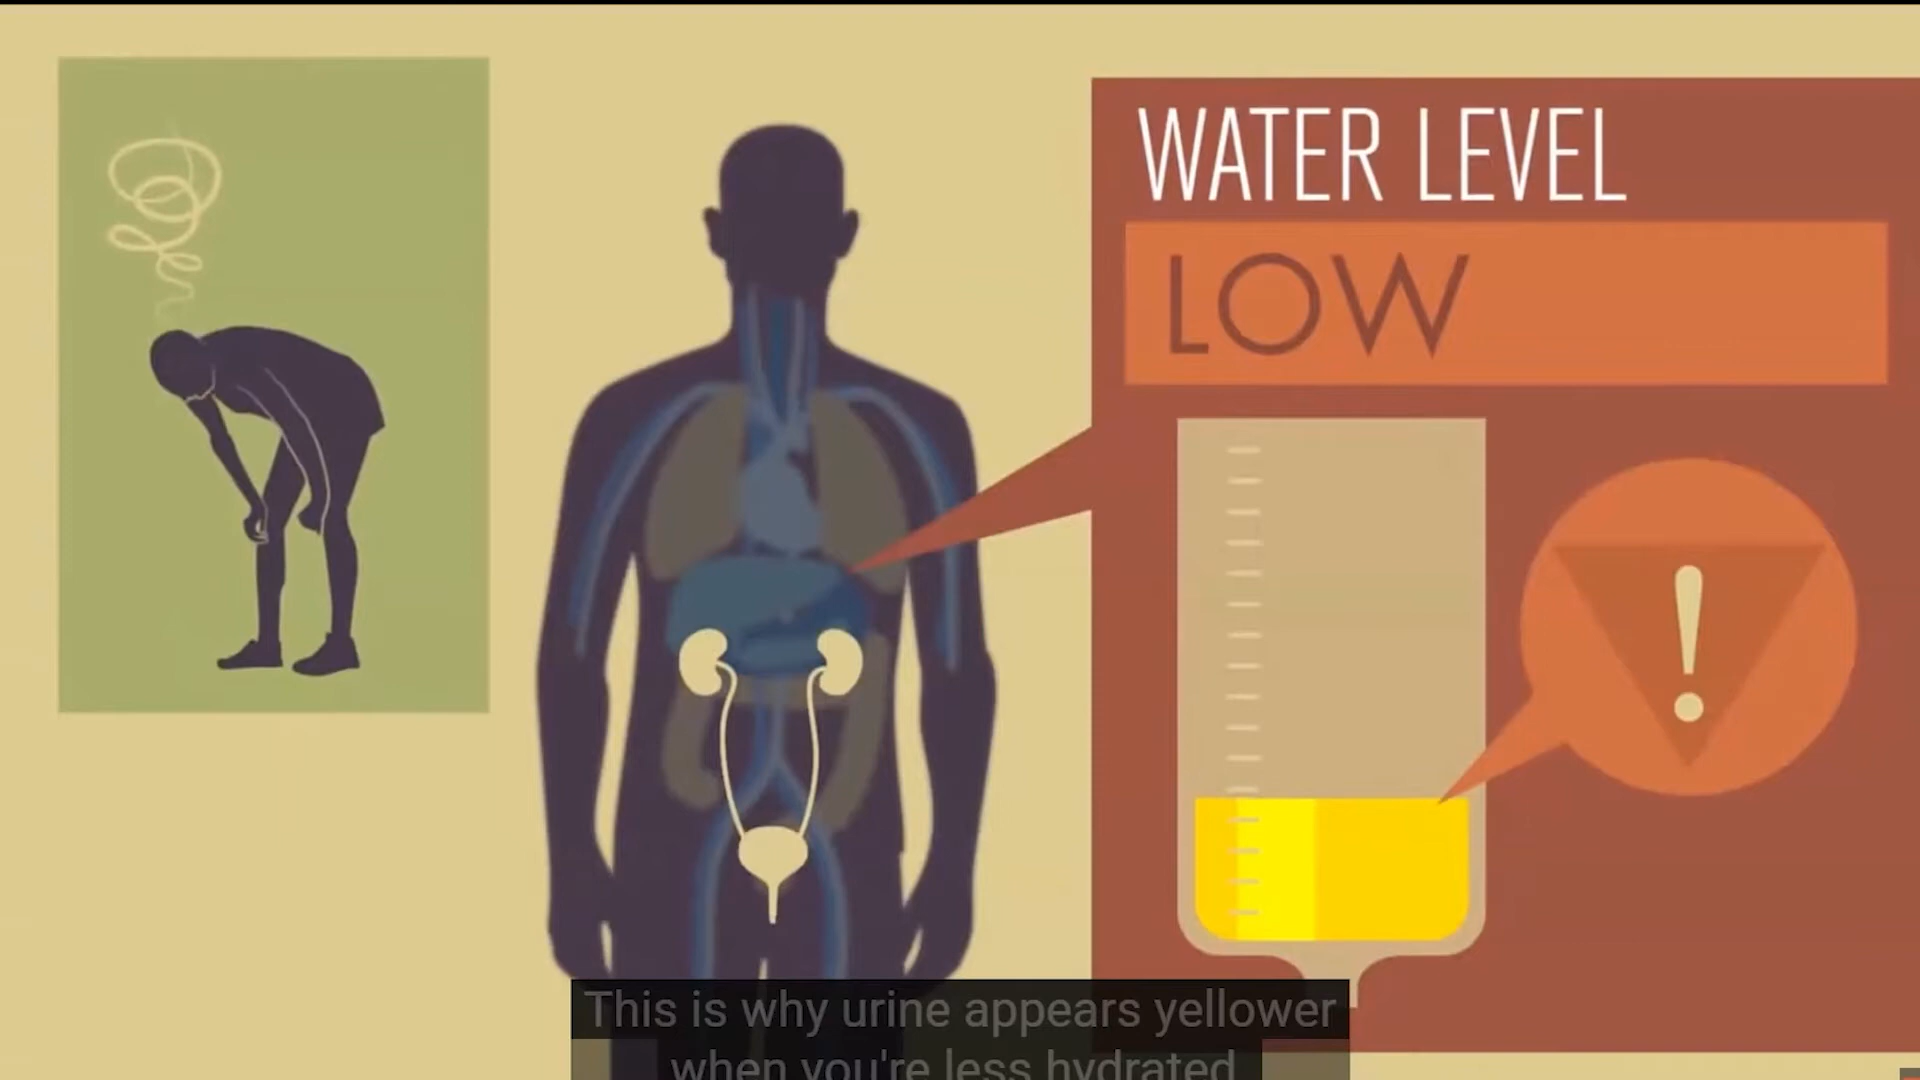 WATER LEVEL
LOW
!
This is why urine appears yellower
when you're less hydrated